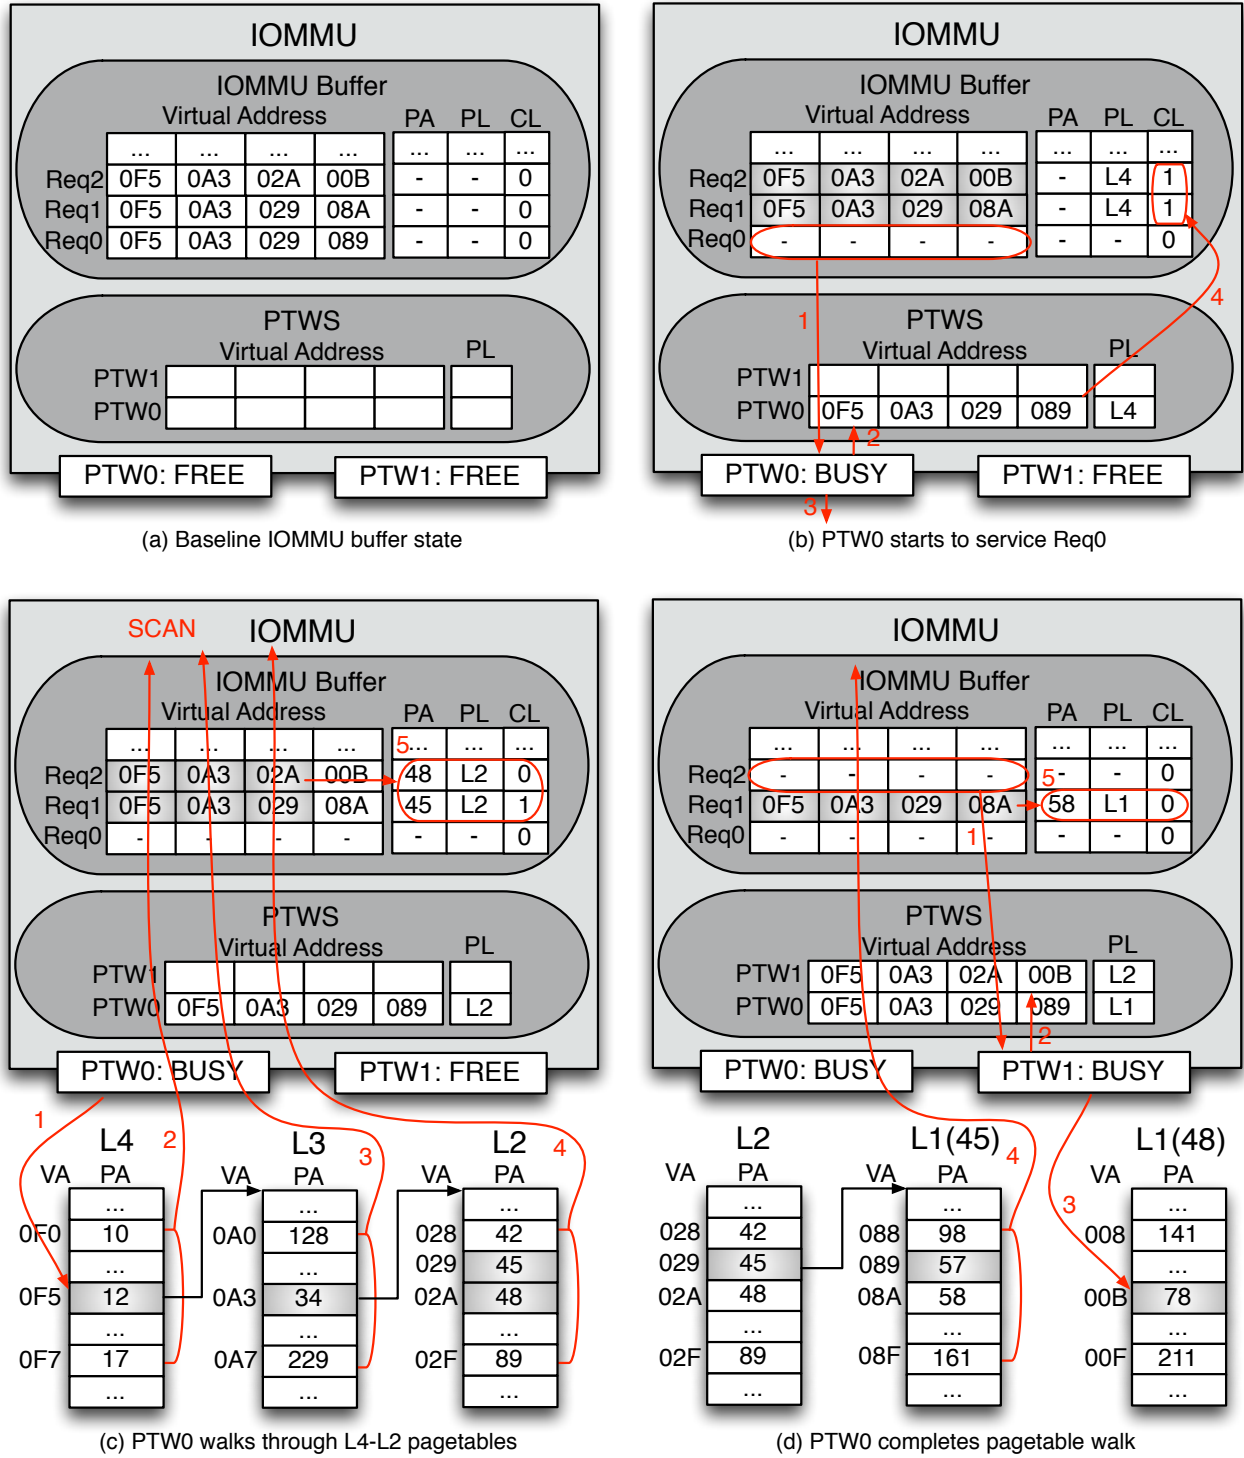 IOMMU
IOMMU Buffer
Virtual Address PA PL CL
... ... ... ... ... ... ...
Req2 0F5 0A3 02A 00B - - 0
Req1 0F5 0A3 029 08A - - 0
Req0 0F5 0A3 029 089 - - 0
PTWS
Virtual Address PL
PTW1
PTW0
PTW0: FREE PTW1: FREE
(a) Baseline IOMMU buffer state
IOMMU
IOMMU Buffer
Virtual Address PA PL CL
... ... ... ... ... ... ...
Req2 0F5 0A3 02A 00B - L4 1
Req1 0F5 0A3 029 08A - L4 1
Req0 - - - - - - 0
1 4
PTWS
Virtual Address PL
PTW1
PTW0 0F5 0A3 029 089 L4
2
PTW0: BUSY PTW1: FREE
3
(b) PTW0 starts to service Req0
SCAN IOMMU
IOMMU Buffer
Virtual Address PA PL CL
... ... ... ... 5 ... ... ...
Req2 0F5 0A3 02A 00B 48 L2 0
Req1 0F5 0A3 029 08A 45 L2 1
Req0 - - - - - - 0
PTWS
Virtual Address PL
PTW1
PTW0 0F5 0A3 029 089 L2
PTW0: BUSY PTW1: FREE
1 2 3 4
L4 L3 L2
VA PA VA PA VA PA
... ... ...
0F0 10 0A0 128 028 42
... ... 029 45
0F5 12 0A3 34 02A 48
... ... ...
0F7 17 0A7 229 02F 89
... ... ...
(c) PTW0 walks through L4-L2 pagetables
IOMMU
IOMMU Buffer
Virtual Address PA PL CL
... ... ... ... ... ... ...
5
Req2 - - - - - - 0
Req1 0F5 0A3 029 08A 58 L1 0
Req0 - - - - - - 0
1
PTWS
Virtual Address PL
PTW1 0F5 0A3 02A 00B L2
PTW0 0F5 0A3 029 089 L1
2
PTW0: BUSY PTW1: BUSY
4 3
L2 L1(45) L1(48)
VA PA PA VA PA
... ... ...
028 42 088 98 008 141
029 45 089 57 ...
02A 48 08A 58 00B 78
... ... ...
02F 89 08F 161 00F 211
... ... ...
(d) PTW0 completes pagetable walk